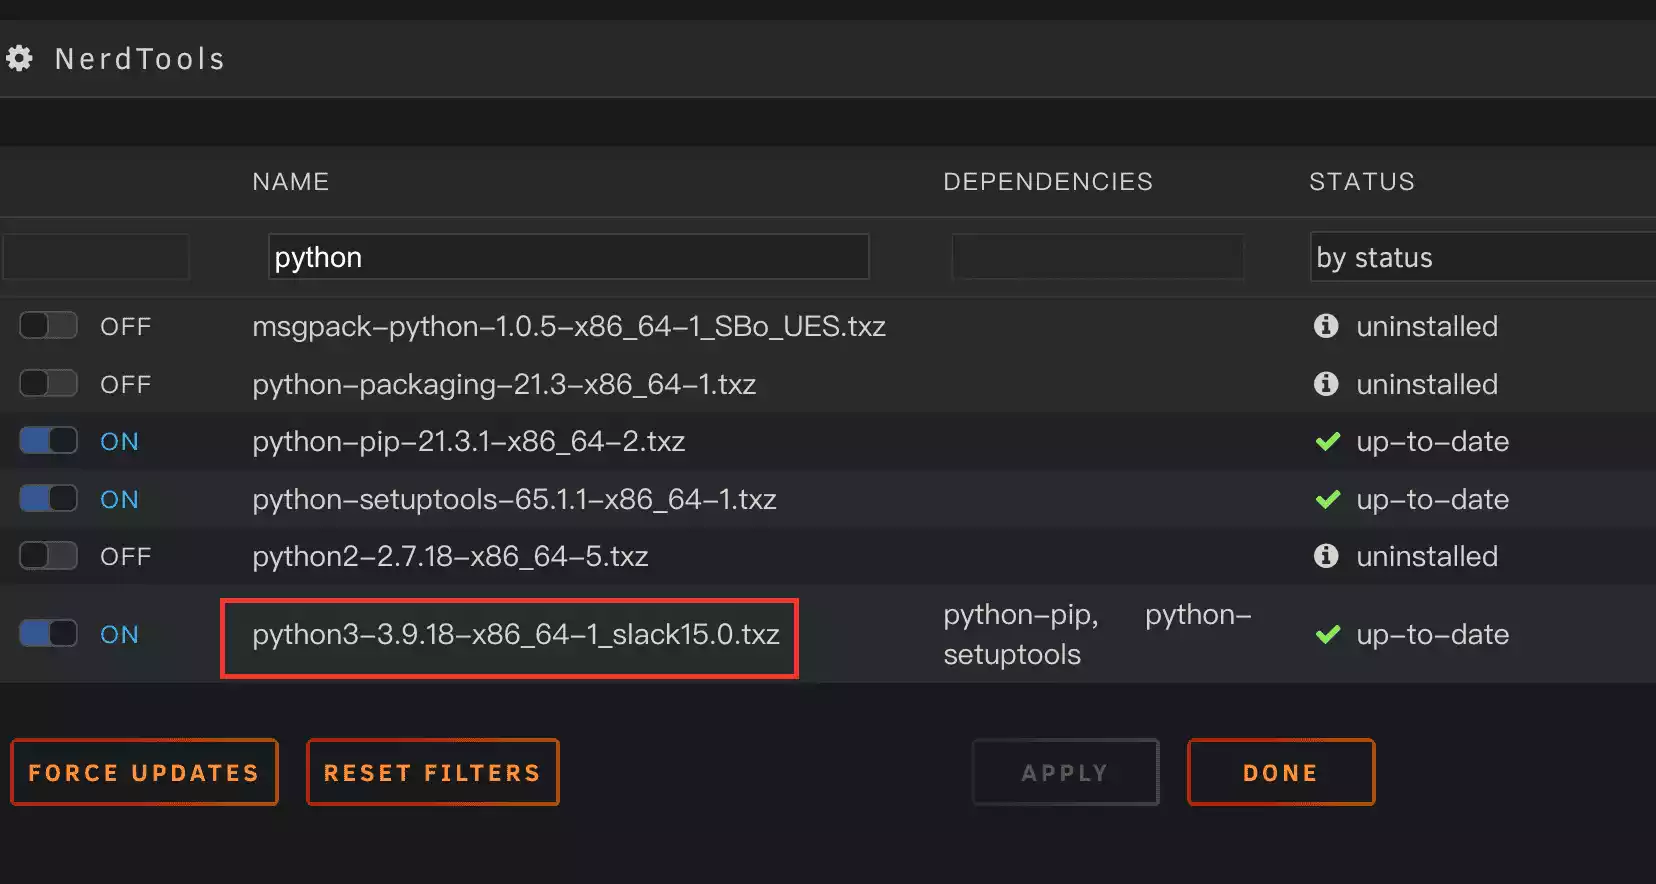 NerdTools
NAME DEPENDENCIES STATUS
python by status
OFF msgpack-python-1.0.5-x86_64-1_SBo_UES.txz uninstalled
OFF python-packaging-21.3-x86_64-1.txz uninstalled
ON python-pip-21.3.1-x86_64-2.txz up-to-date
ON python-setuptools-65.1.1-x86_64-1.txz up-to-date
OFF python2-2.7.18-x86_64-5.txz uninstalled
ON python3-3.9.18-x86_64-1_slack15.0.txz python-pip, python-
setuptools up-to-date
FORCE UPDATES RESET FILTERS APPLY DONE